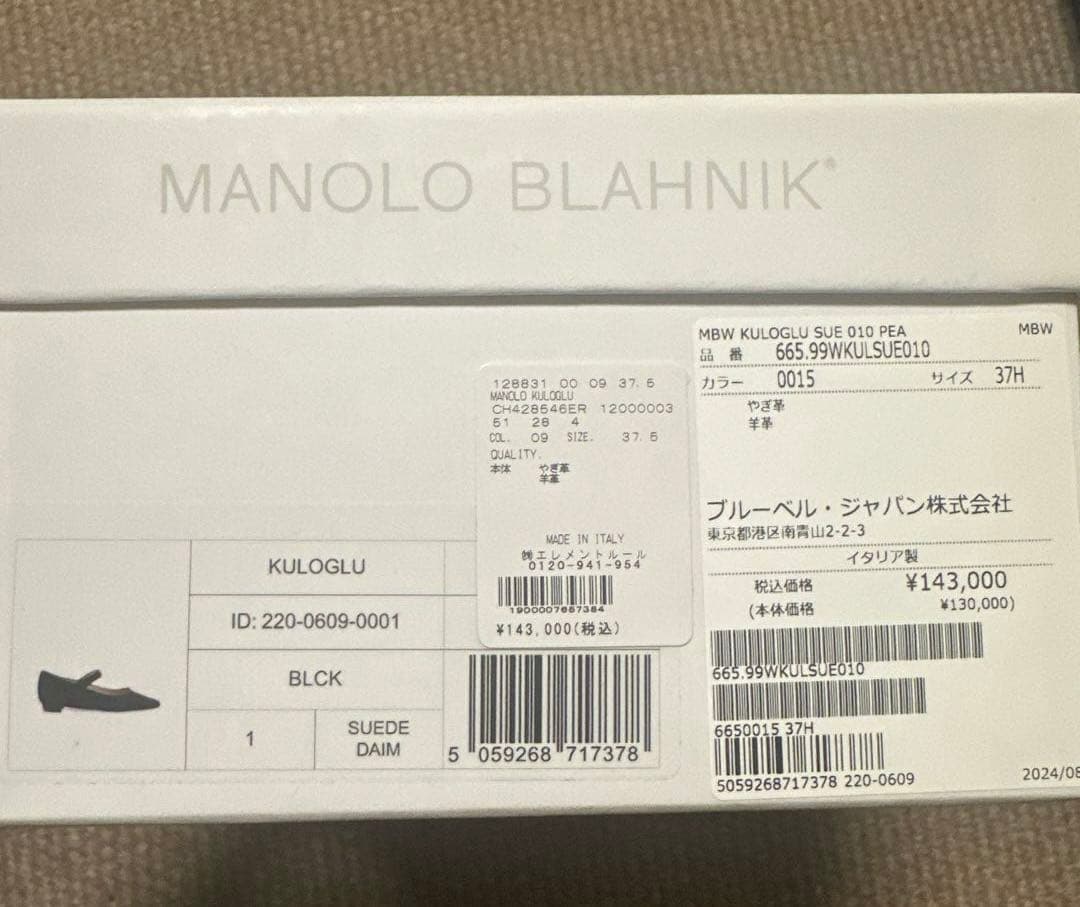 MANOLO BLAHNIK®
KULOGLU
ID: 220-0609-0001
BLCK
1
SUEDE
DAIM
5 059268 717378
128831 00 09 37.5
MANOLO KULOGLU
CH428546ER 12000003
51 28 4
COL. 09 SIZE. 37.5
QUALITY.
本体 やぎ革
羊革
MADE IN ITALY
㈱エレメントルール
0120-941-954
1900007667384
¥143,000(税込)
MBW KULOGLU SUE 010 PEA MBW
品 番 665.99WKULSUE010
カラー 0015 サイズ 37H
やぎ革
羊革
ブルーベル・ジャパン株式会社
東京都港区南青山2-2-3
イタリア製
税込価格 ¥143,000
(本体価格 ¥130,000)
665.99WKULSUE010
6650015 37H
5059268717378 220-0609
2024/08